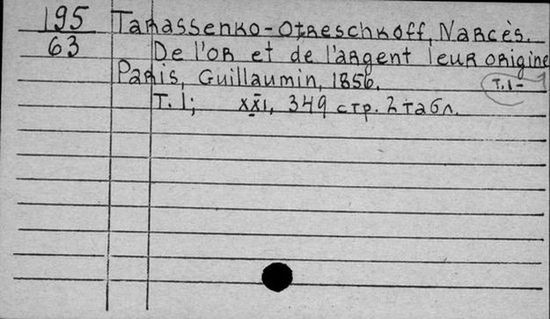 195 Tarassenko-Otreschkoff, Narcès.
63 De l'or et de l'argent leur origine
Paris, Guillaumin, 1856. T.1-
T. 1; XXI, 349 стр. 2 табл.